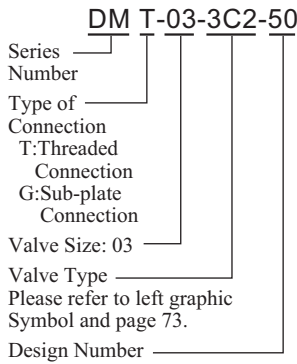 DM T-03-3C2-50
Series
Number
Type of
Connection
T:Threaded
Connection
G:Sub-plate
Connection
Valve Size: 03
Valve Type
Please refer to left graphic
Symbol and page 73.
Design Number